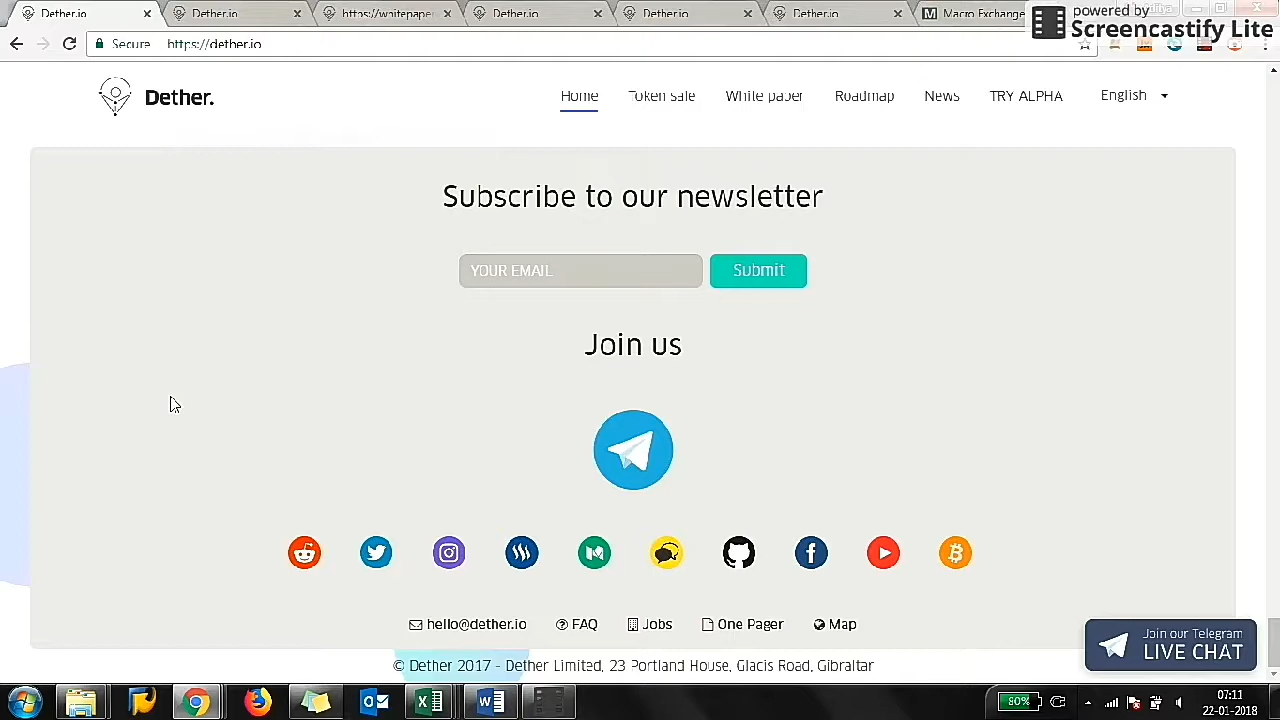 Dether.io
Dether.io
Dether.io
Dether.io
Dether.io
Macro Exchange
powered by
Screencastify Lite
Secure
https://dether.io
Dether.
Home
Token sale
White paper
Roadmap
News
TRY ALPHA
English
Subscribe to our newsletter
YOUR EMAIL
Submit
Join us
hello@dether.io
FAQ
Jobs
One Pager
Map
Join our Telegram
LIVE CHAT
© Dether 2017 - Dether Limited, 23 Portland House, Glacis Road, Gibraltar
80%
07:11
22-01-2018